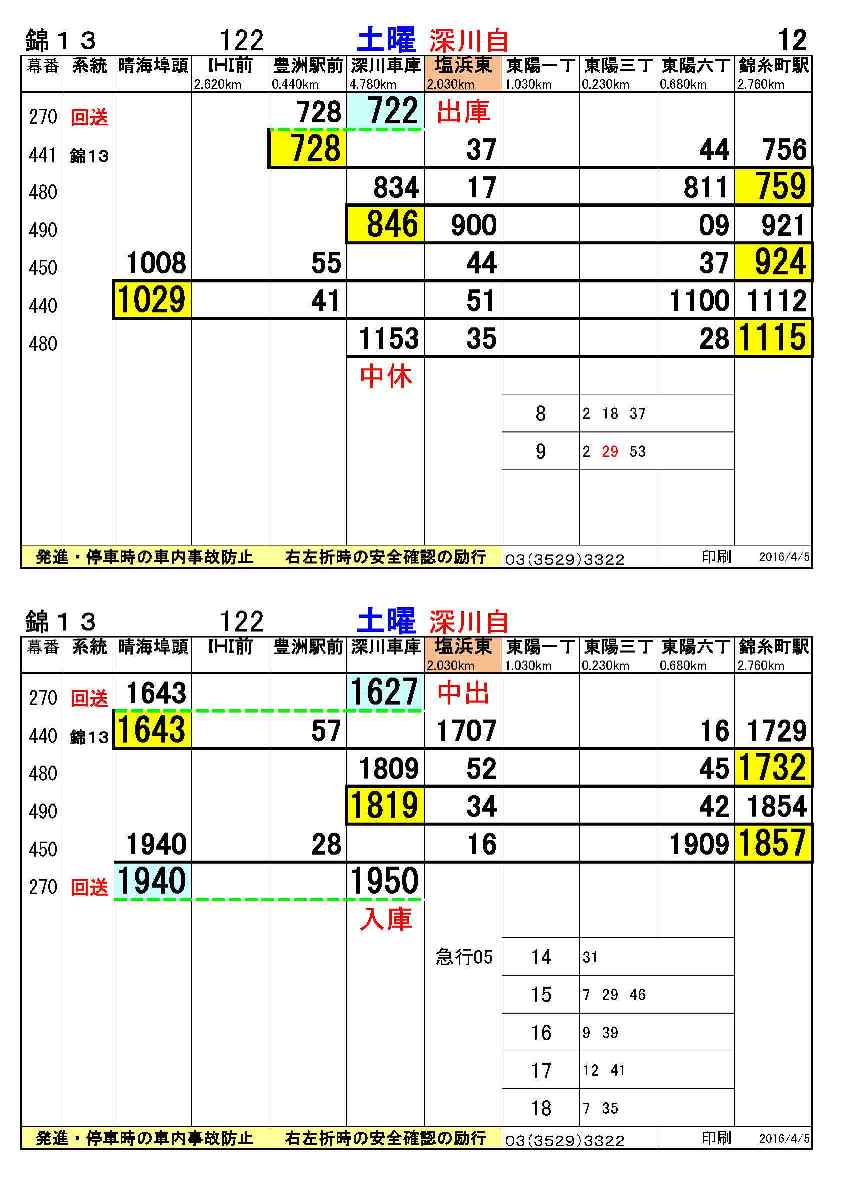 錦13 122 土曜 深川自 12
幕番 系統 晴海埠頭 IHI前 豊洲駅前 深川車庫 塩浜東 東陽一丁 東陽三丁 東陽六丁 錦糸町駅
2.620km 0.440km 4.780km 2.030km 1.030km 0.230km 0.680km 2.760km
270 回送 728 722 出庫
441 錦13 728 37 44 756
480 834 17 811 759
490 846 900 09 921
450 1008 55 44 37 924
440 1029 41 51 1100 1112
480 1153 35 28 1115
中休
8 2 18 37
9 2 29 53
発進・停車時の車内事故防止 右左折時の安全確認の励行 03(3529)3322 印刷 2016/4/5
錦13 122 土曜 深川自
幕番 系統 晴海埠頭 IHI前 豊洲駅前 深川車庫 塩浜東 東陽一丁 東陽三丁 東陽六丁 錦糸町駅
2.030km 1.030km 0.230km 0.680km 2.760km
270 回送 1643 1627 中出
440 錦13 1643 57 1707 16 1729
480 1809 52 45 1732
490 1819 34 42 1854
450 1940 28 16 1909 1857
270 回送 1940 1950
入庫
急行05 14 31
15 7 29 46
16 9 39
17 12 41
18 7 35
発進・停車時の車内事故防止 右左折時の安全確認の励行 03(3529)3322 印刷 2016/4/5